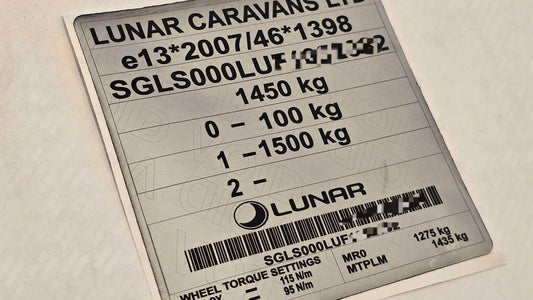 LUNAR CARAVANS LTD
e13*2007/46*1398
SGLS000LUF
1450 kg
0 – 100 kg
1 –1500 kg
2 –
LUNAR
SGLS000LUF
WHEEL TORQUE SETTINGS
– 115 N/m
– 95 N/m
MRO 1275 kg
MTPLM 1435 kg